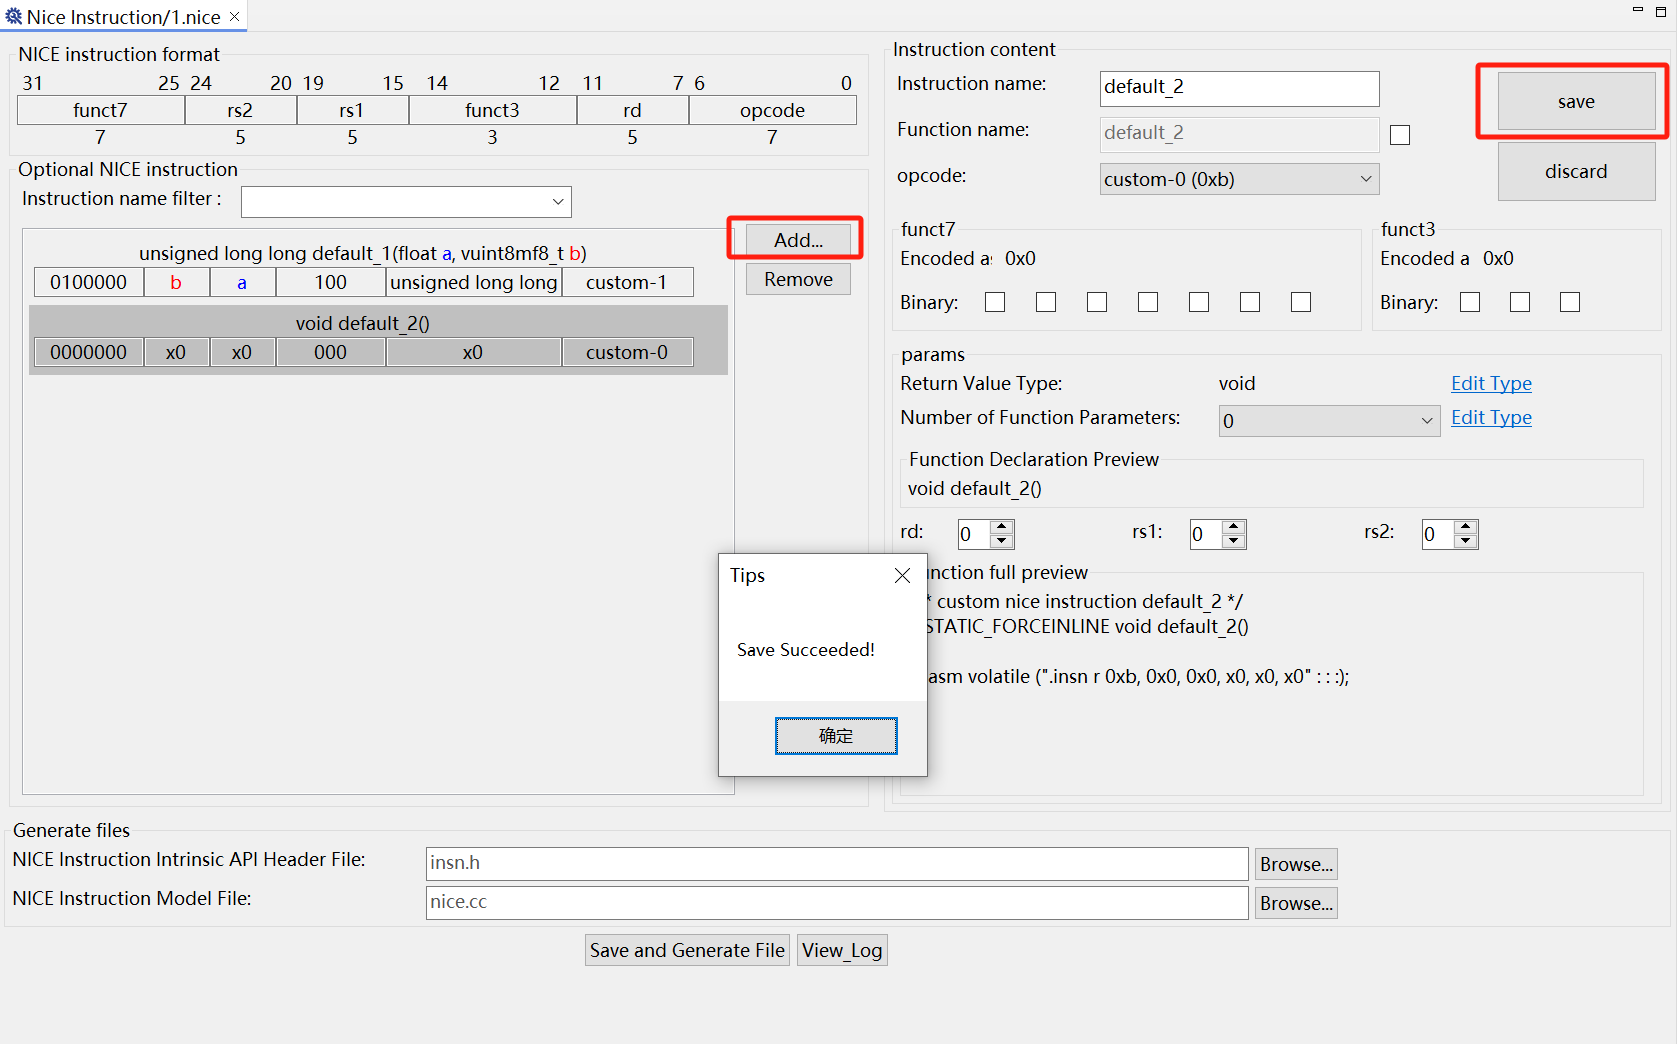 Nice Instruction/1.nice
NICE instruction format
31 25 24 20 19 15 14 12 11 7 6 0
funct7 rs2 rs1 funct3 rd opcode
7 5 5 3 5 7
Optional NICE instruction
Instruction name filter :
unsigned long long default_1(float a, vuint8mf8_t b)
0100000 b a 100 unsigned long long custom-1
void default_2()
0000000 x0 x0 000 x0 custom-0
Add...
Remove
Instruction content
Instruction name: default_2
Function name: default_2
opcode: custom-0 (0xb)
save
discard
funct7
Encoded a 0x0
Binary:
funct3
Encoded a 0x0
Binary:
params
Return Value Type: void Edit Type
Number of Function Parameters: 0 Edit Type
Function Declaration Preview
void default_2()
rd: 0 rs1: 0 rs2: 0
unction full preview
* custom nice instruction default_2 */
STATIC_FORCEINLINE void default_2()
asm volatile (".insn r 0xb, 0x0, 0x0, x0, x0, x0" : : :);
Tips
Save Succeeded!
确定
Generate files
NICE Instruction Intrinsic API Header File: insn.h Browse...
NICE Instruction Model File: nice.cc Browse...
Save and Generate File View_Log